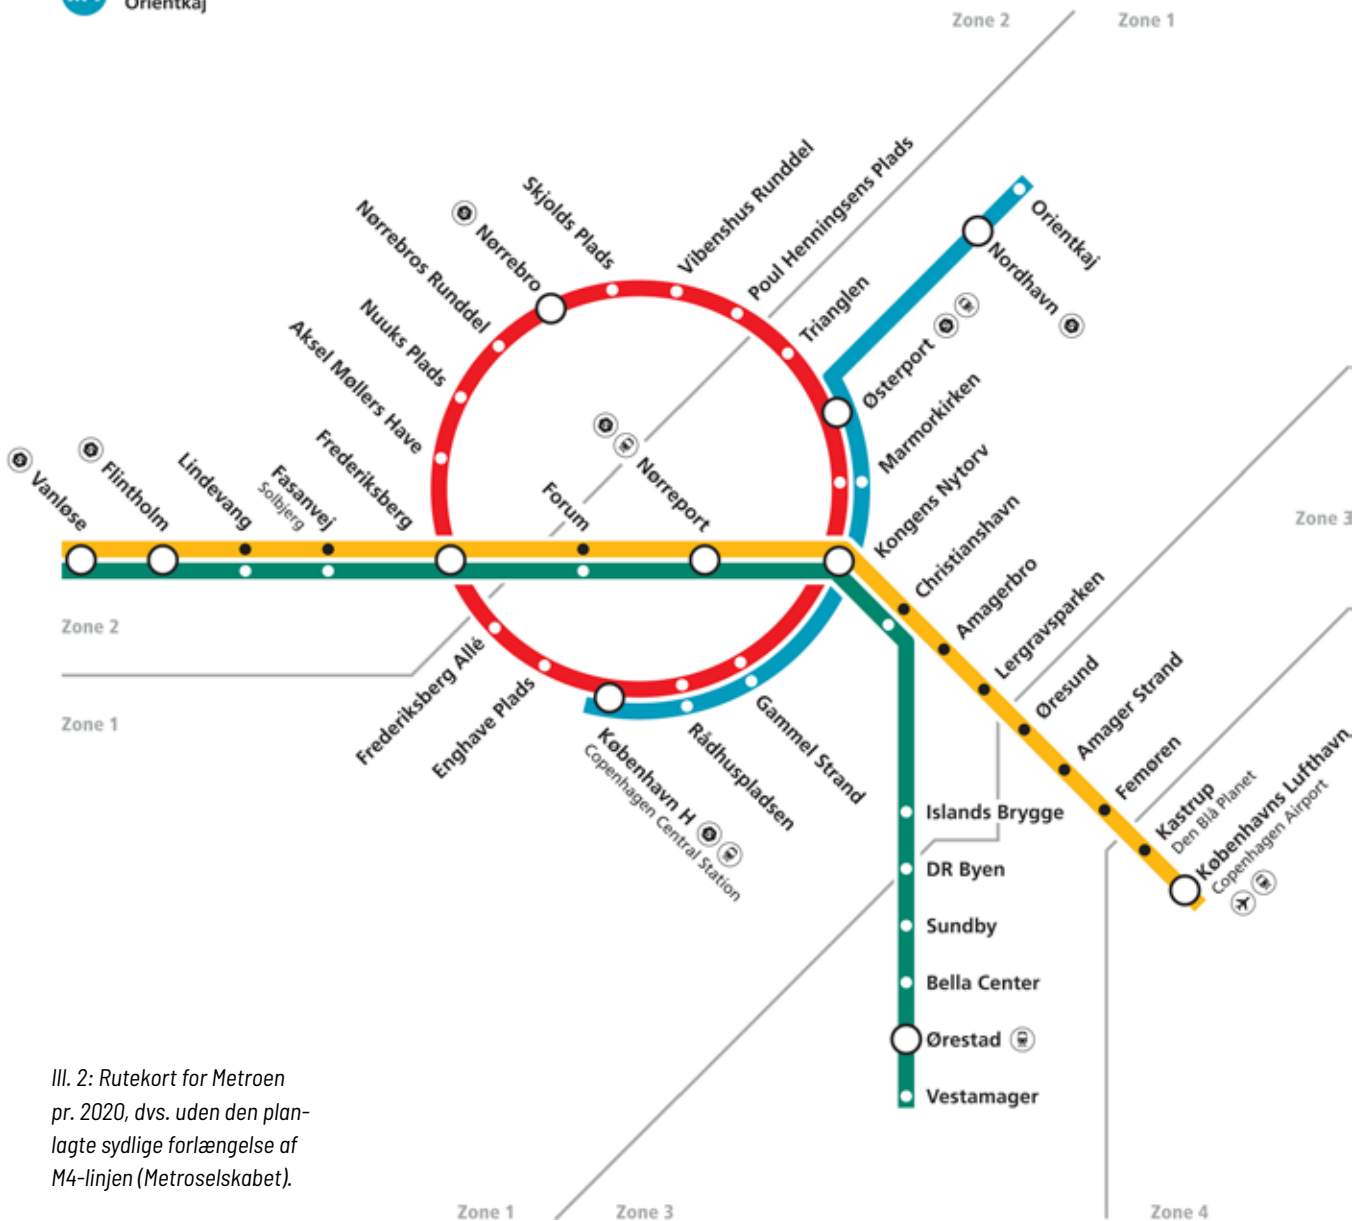 Orientkaj
Zone 2
Zone 1
Skjolds Plads
Vibenshus Runddel
Poul Henningsens Plads
Nørrebro
Nørrebros Runddel
Trianglen
Orientkaj
Nordhavn
Nuuks Plads
Aksel Møllers Have
Østerport
Marmorkirken
Frederiksberg
Nørreport
Forum
Kongens Nytorv
Vanløse
Flintholm
Lindevang
Fasanvej
Solbjerg
Christianshavn
Zone 3
Amagerbro
Lergravsparken
Zone 2
Zone 1
Øresund
Amager Strand
Femøren
Kastrup
Den Blå Planet
Københavns Lufthavn
Copenhagen Airport
Frederiksberg Allé
Enghave Plads
København H
Copenhagen Central Station
Rådhuspladsen
Gammel Strand
Islands Brygge
DR Byen
Sundby
Bella Center
Ørestad
Vestamager
Ill. 2: Rutekort for Metroen
pr. 2020, dvs. uden den plan-
lagte sydlige forlængelse af
M4-linjen (Metroselskabet).
Zone 1
Zone 3
Zone 4